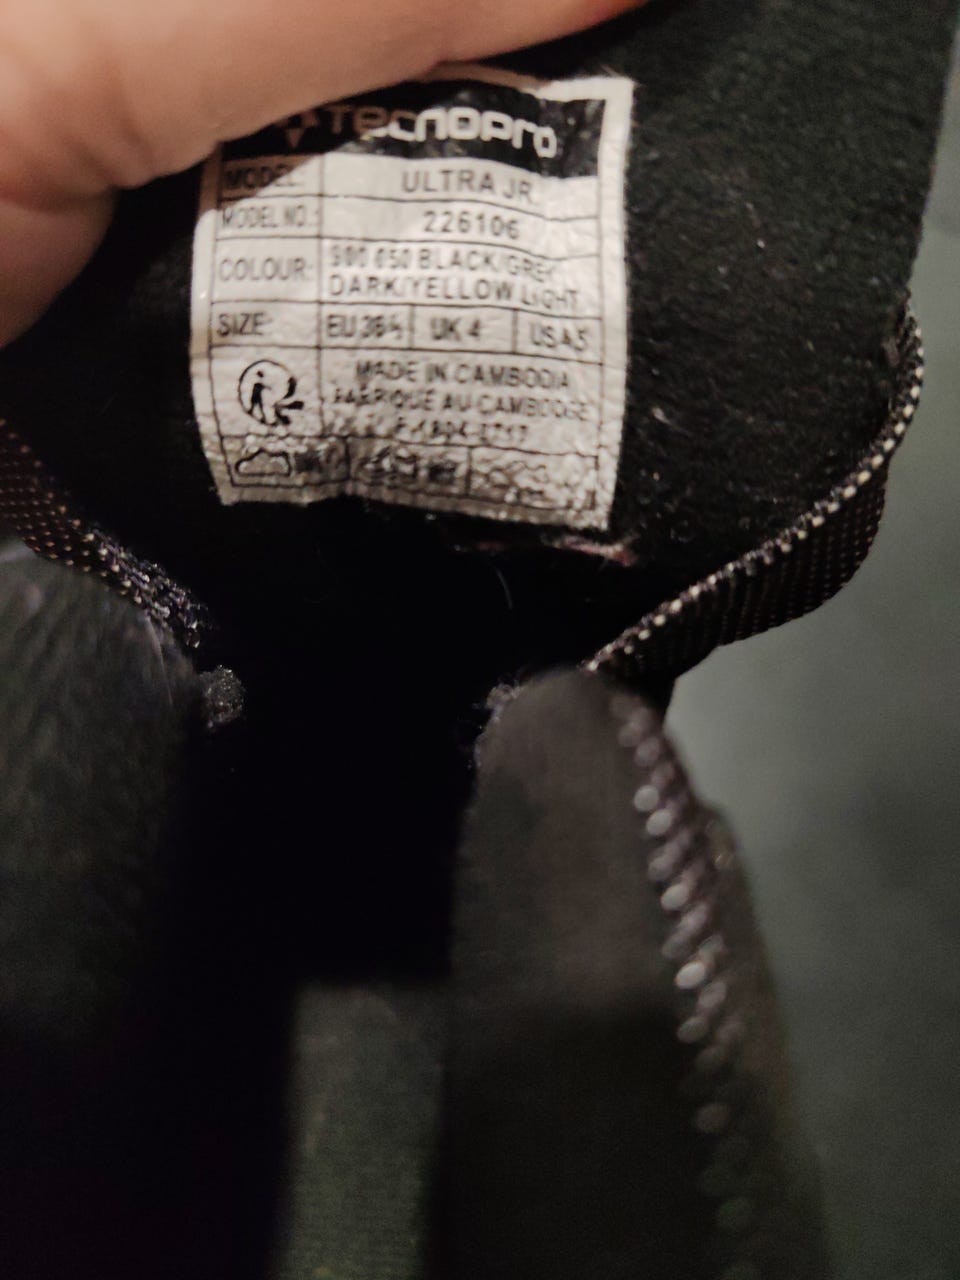 TECNOPRO
MODEL: ULTRA JR
MODEL NO.: 226106
COLOUR: 900 050 BLACK/GREY
DARK/YELLOW LIGHT
SIZE: EU 36½ UK 4 USA 5
MADE IN CAMBODIA
FABRIQUÉ AU CAMBODGE